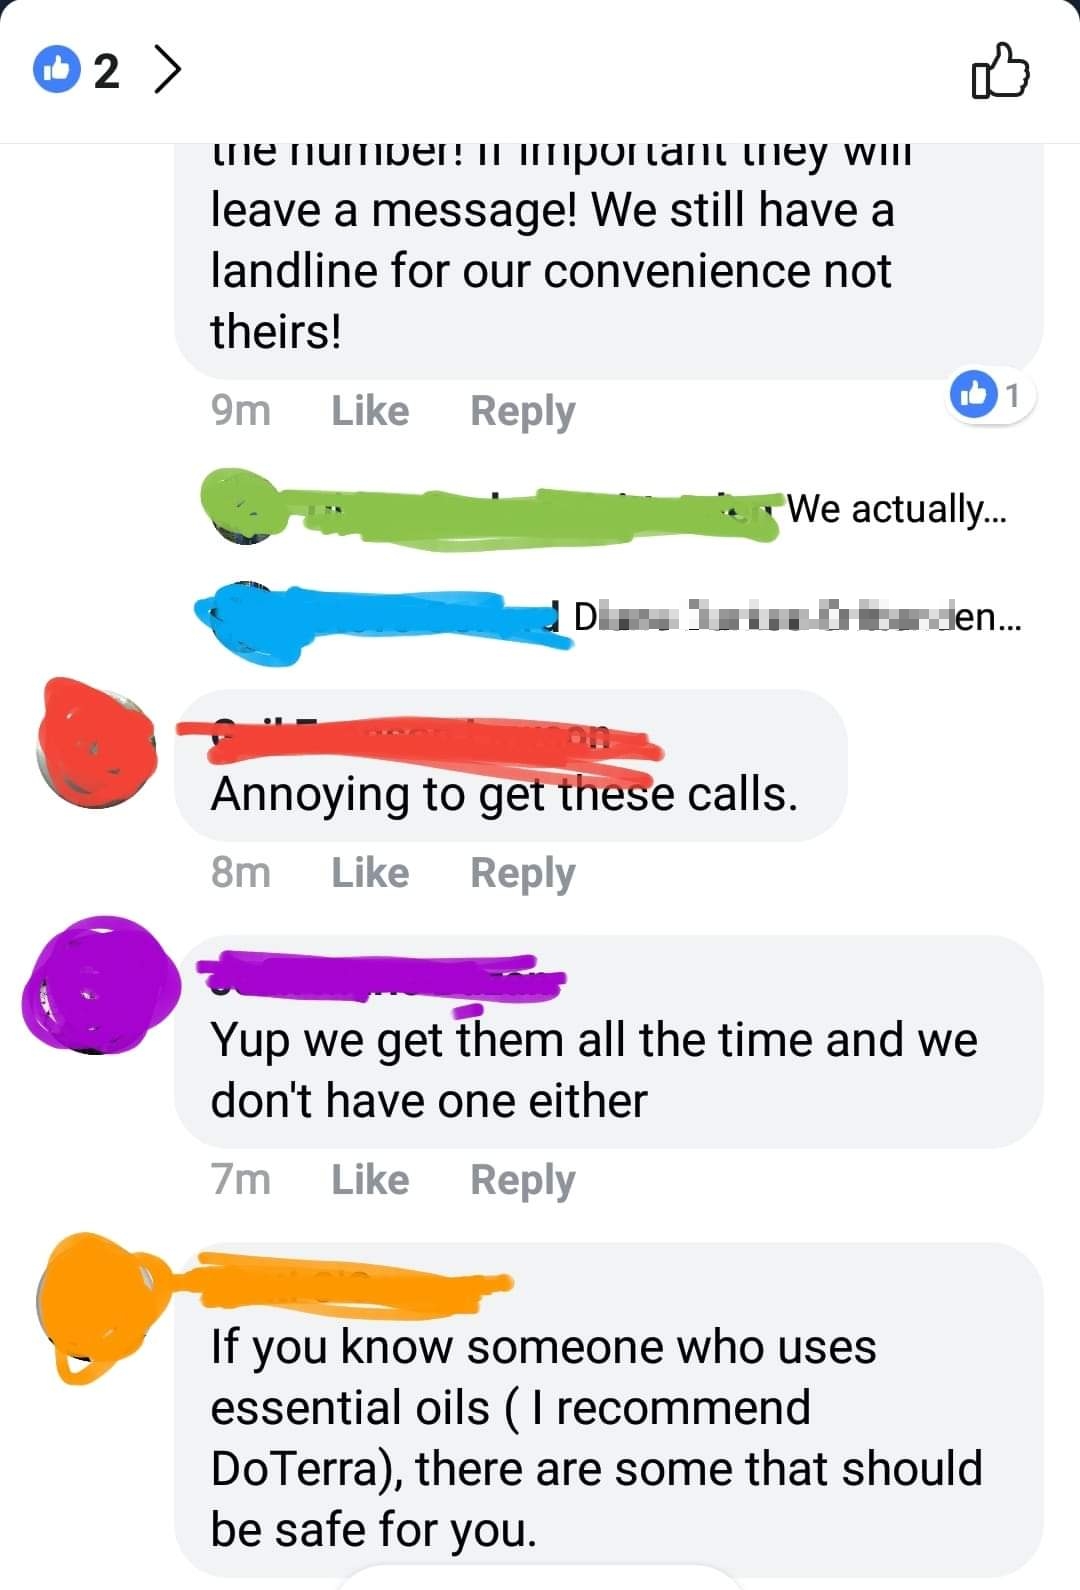 2
the number! If important they will
leave a message! We still have a
landline for our convenience not
theirs!
9m Like Reply
1
We actually...
Annoying to get these calls.
8m Like Reply
Yup we get them all the time and we
don't have one either
7m Like Reply
If you know someone who uses
essential oils ( I recommend
DoTerra), there are some that should
be safe for you.